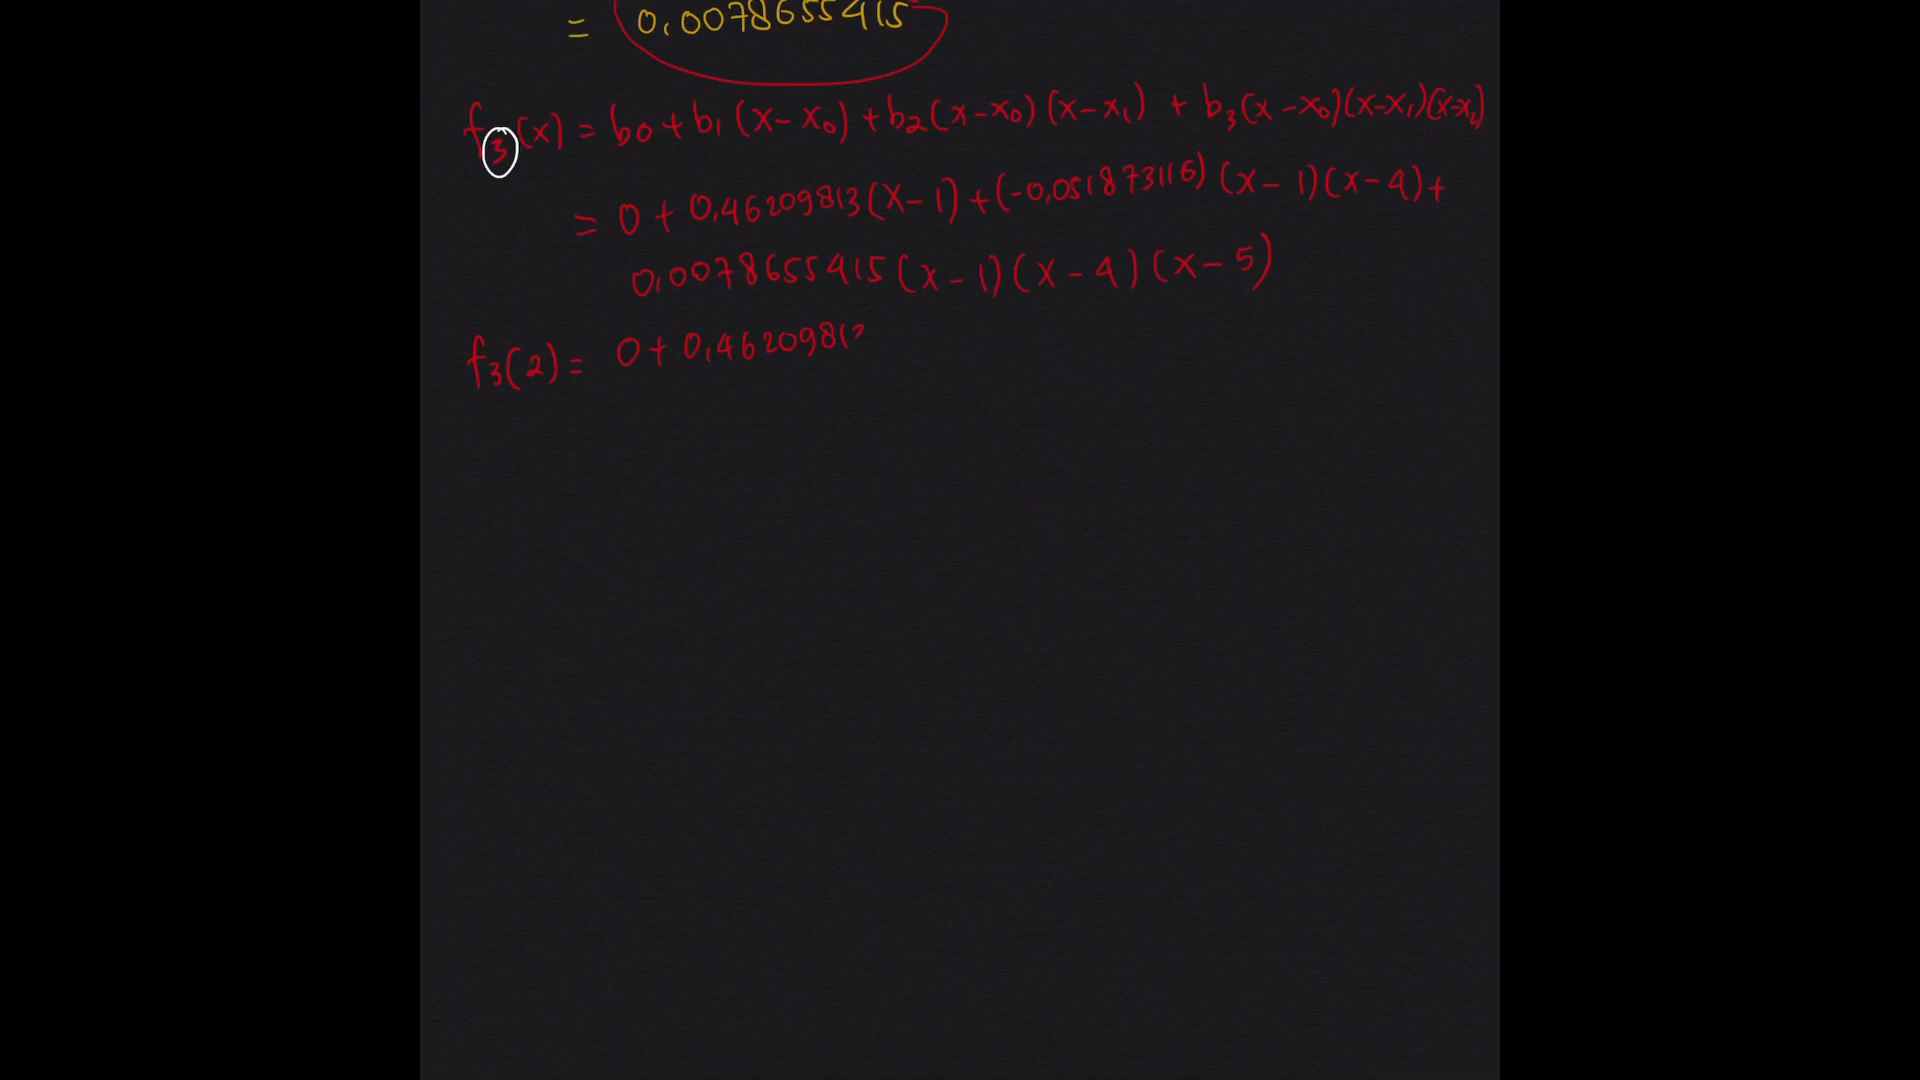 = 0,0078655415
f3(x) = b0 + b1(x-x0) + b2(x-x0)(x-x1) + b3(x-x0)(x-x1)(x-x2)
= 0 + 0,46209813(x-1) + (-0,051873116)(x-1)(x-4)+
0,0078655415(x-1)(x-4)(x-5)
f3(2) = 0 + 0,4620981